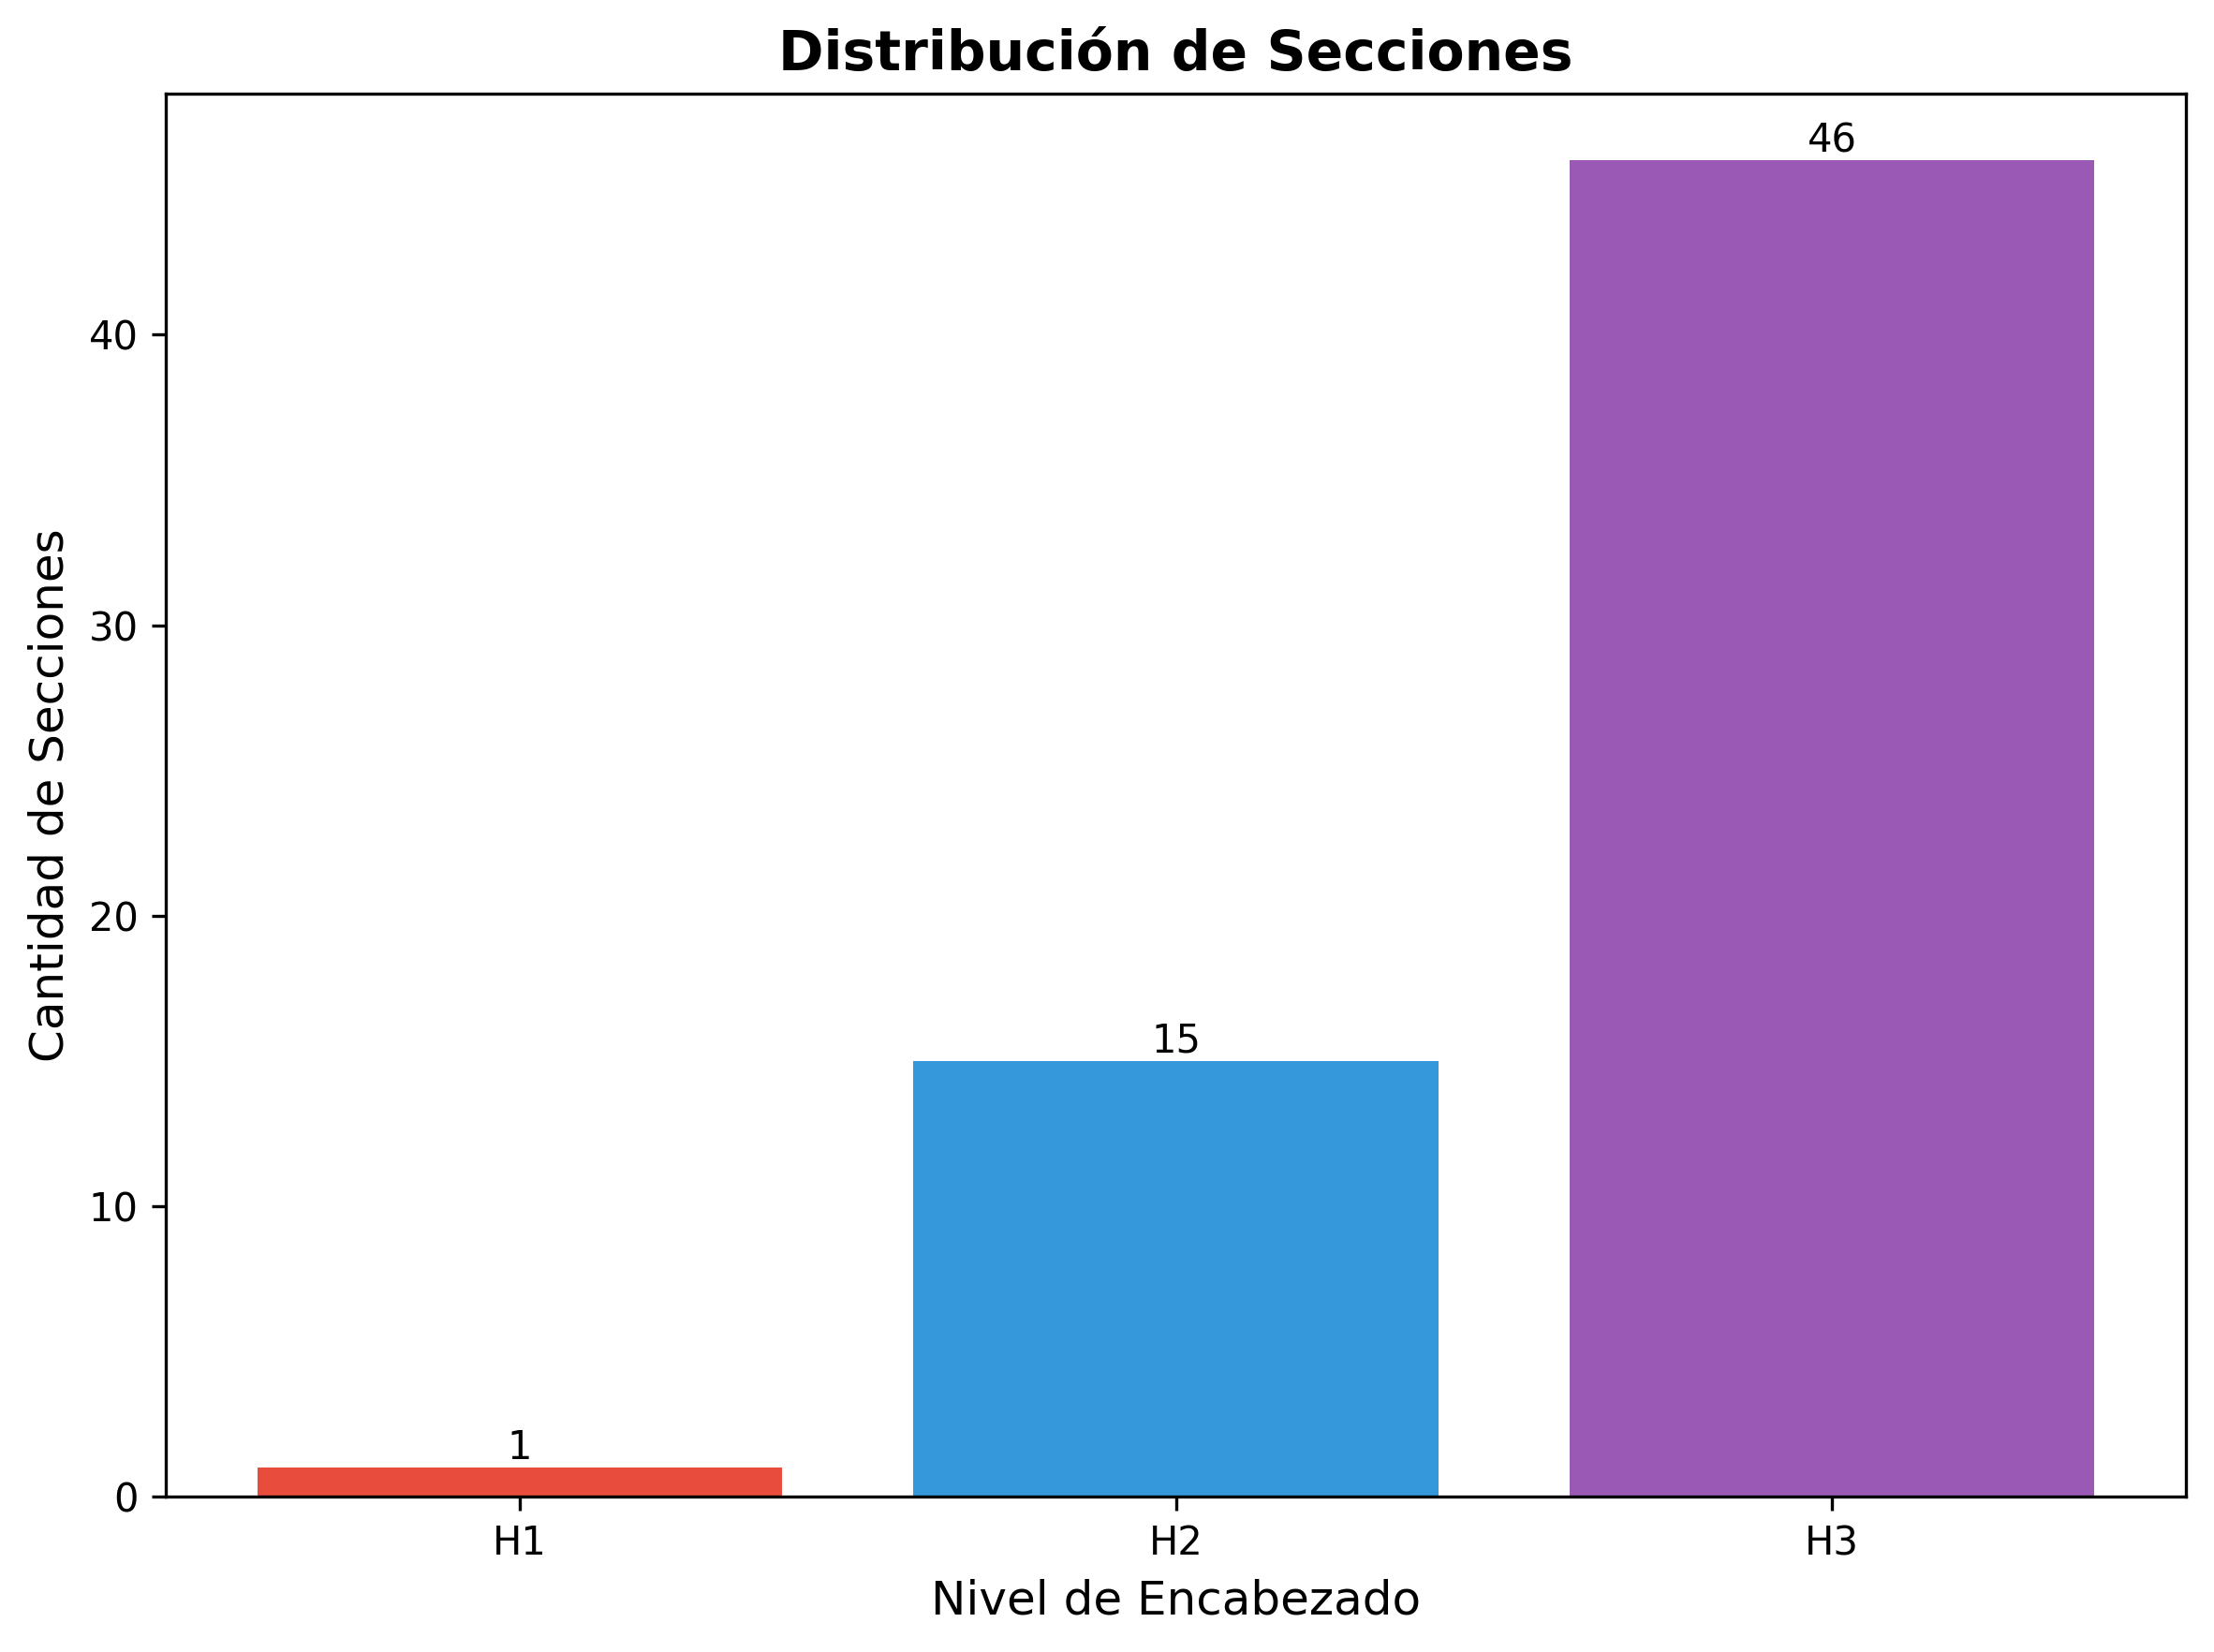 Distribución de Secciones
Cantidad de Secciones
46
40
30
20
15
10
1
0
H1
H2
H3
Nivel de Encabezado